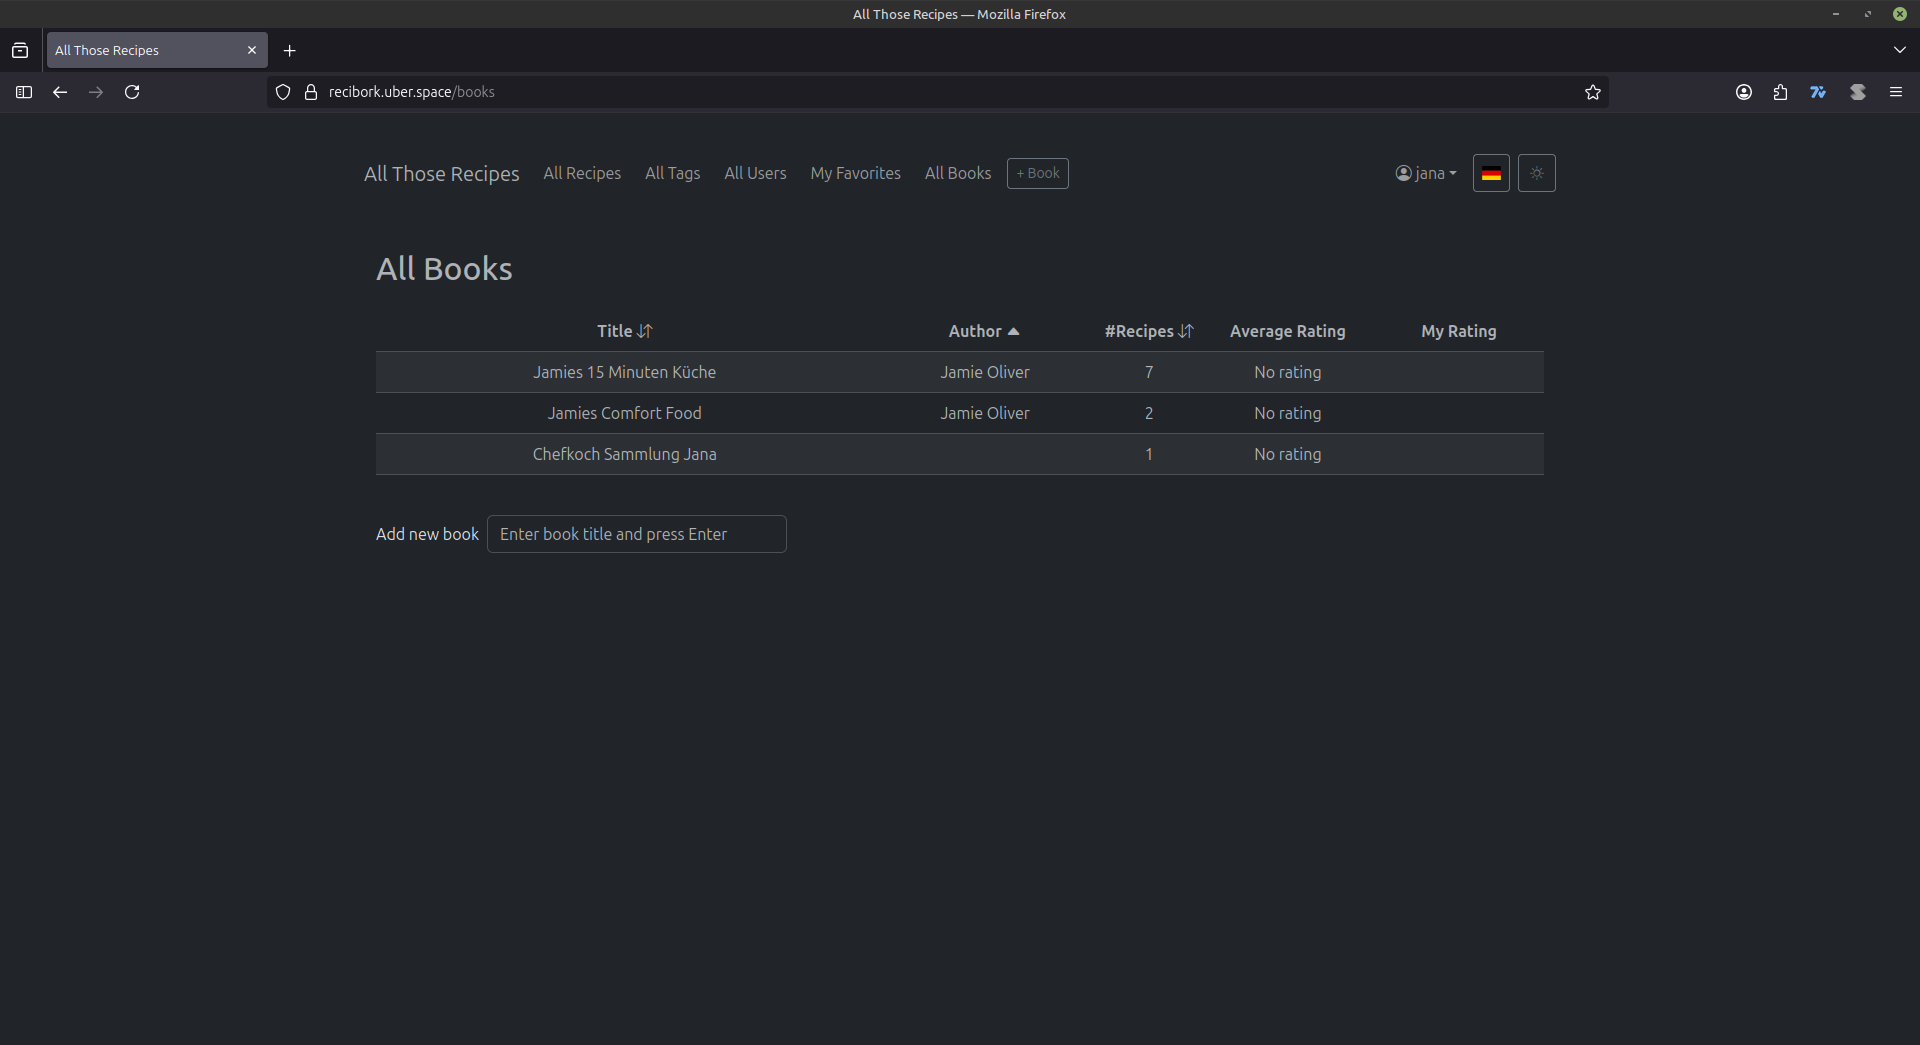 All Those Recipes — Mozilla Firefox
All Those Recipes
recibork.uber.space/books
All Those Recipes All Recipes All Tags All Users My Favorites All Books + Book jana
All Books
Title Author #Recipes Average Rating My Rating
Jamies 15 Minuten Küche Jamie Oliver 7 No rating
Jamies Comfort Food Jamie Oliver 2 No rating
Chefkoch Sammlung Jana 1 No rating
Add new book Enter book title and press Enter